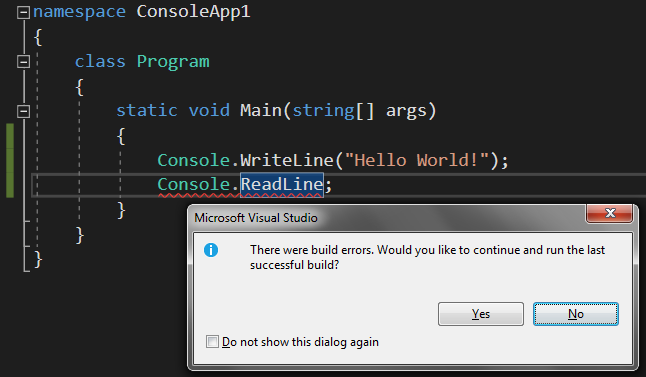 namespace ConsoleApp1
{
class Program
{
static void Main(string[] args)
{
Console.WriteLine("Hello World!");
Console.ReadLine;
}
}
}
Microsoft Visual Studio
There were build errors. Would you like to continue and run the last
successful build?
Yes No
Do not show this dialog again